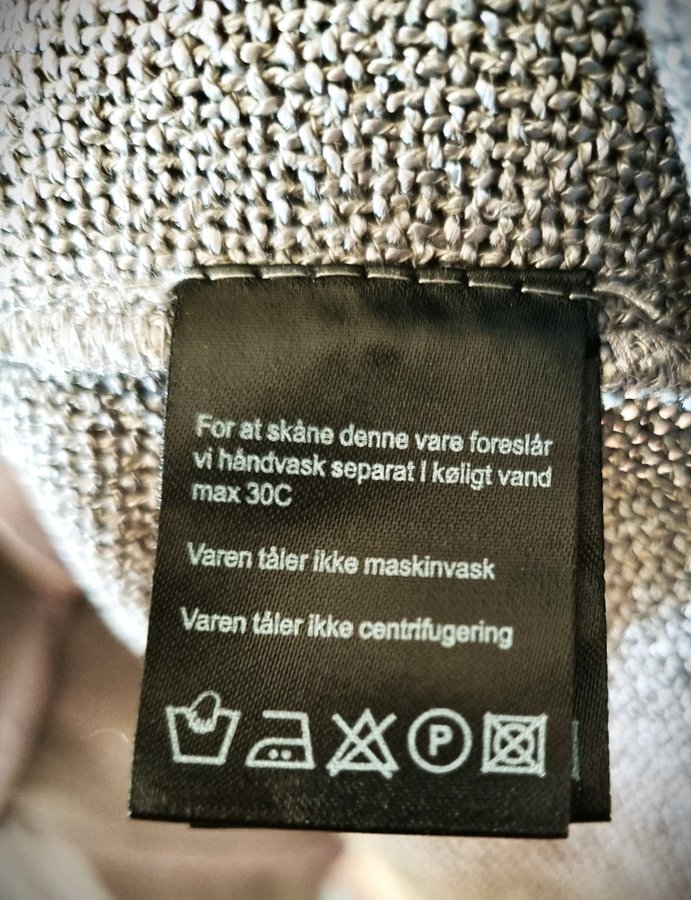 For at skåne denne vare foreslår
vi håndvask separat I køligt vand
max 30C
Varen tåler ikke maskinvask
Varen tåler ikke centrifugering
P